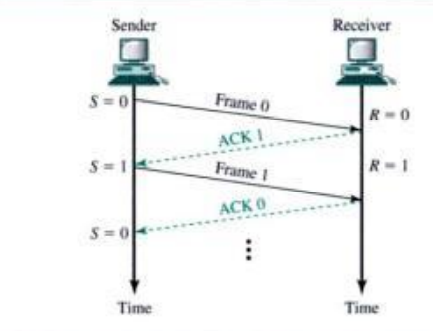 Sender Receiver
S = 0 Frame 0 R = 0
ACK 1
S = 1 Frame 1 R = 1
ACK 0
S = 0
Time Time